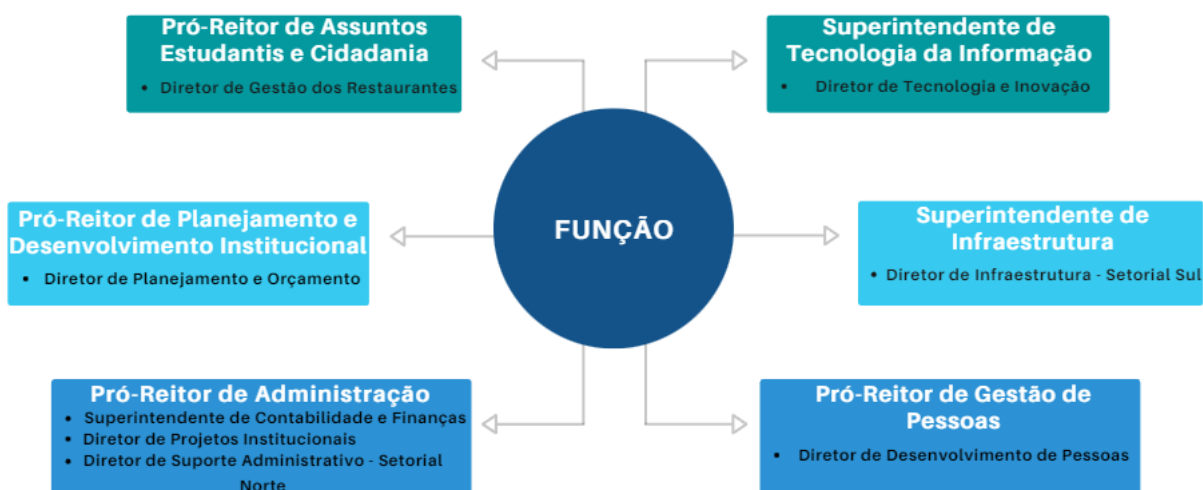 Pró-Reitor de Assuntos
Estudantis e Cidadania
• Diretor de Gestão dos Restaurantes
Superintendente de
Tecnologia da Informação
• Diretor de Tecnologia e Inovação
Pró-Reitor de Planejamento e
Desenvolvimento Institucional
• Diretor de Planejamento e Orçamento
FUNÇÃO
Superintendente de
Infraestrutura
• Diretor de Infraestrutura - Setorial Sul
Pró-Reitor de Administração
• Superintendente de Contabilidade e Finanças
• Diretor de Projetos Institucionais
• Diretor de Suporte Administrativo - Setorial
Norte
Pró-Reitor de Gestão de
Pessoas
• Diretor de Desenvolvimento de Pessoas